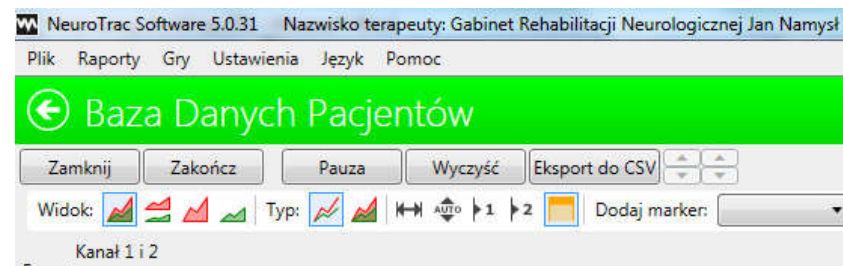 NeuroTrac Software 5.0.31 Nazwisko terapeuty: Gabinet Rehabilitacji Neurologicznej Jan Namysł
Plik Raporty Gry Ustawienia Język Pomoc
Baza Danych Pacjentów
Zamknij Zakończ Pauza Wyczyść Eksport do CSV
Widok: Typ: AUTO 1 2 Dodaj marker:
Kanał 1 i 2